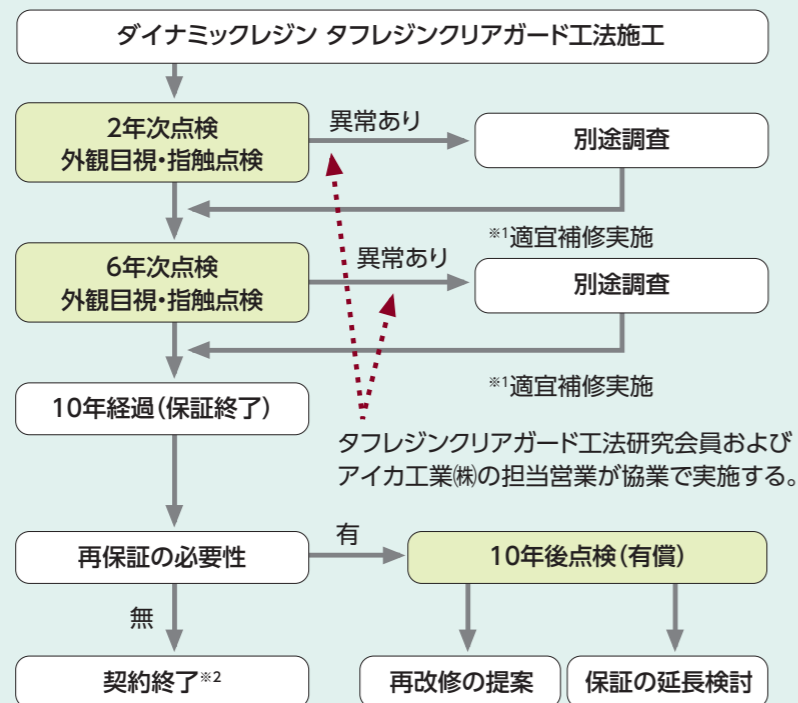 ダイナミックレジン タフレジンクリアガード工法施工
2年次点検
外観目視・指触点検
異常あり
別途調査
※1適宜補修実施
6年次点検
外観目視・指触点検
異常あり
別途調査
※1適宜補修実施
10年経過(保証終了)
タフレジンクリアガード工法研究会員および
アイカ工業㈱の担当営業が協業で実施する。
再保証の必要性
有
10年後点検(有償)
無
契約終了※2
再改修の提案
保証の延長検討